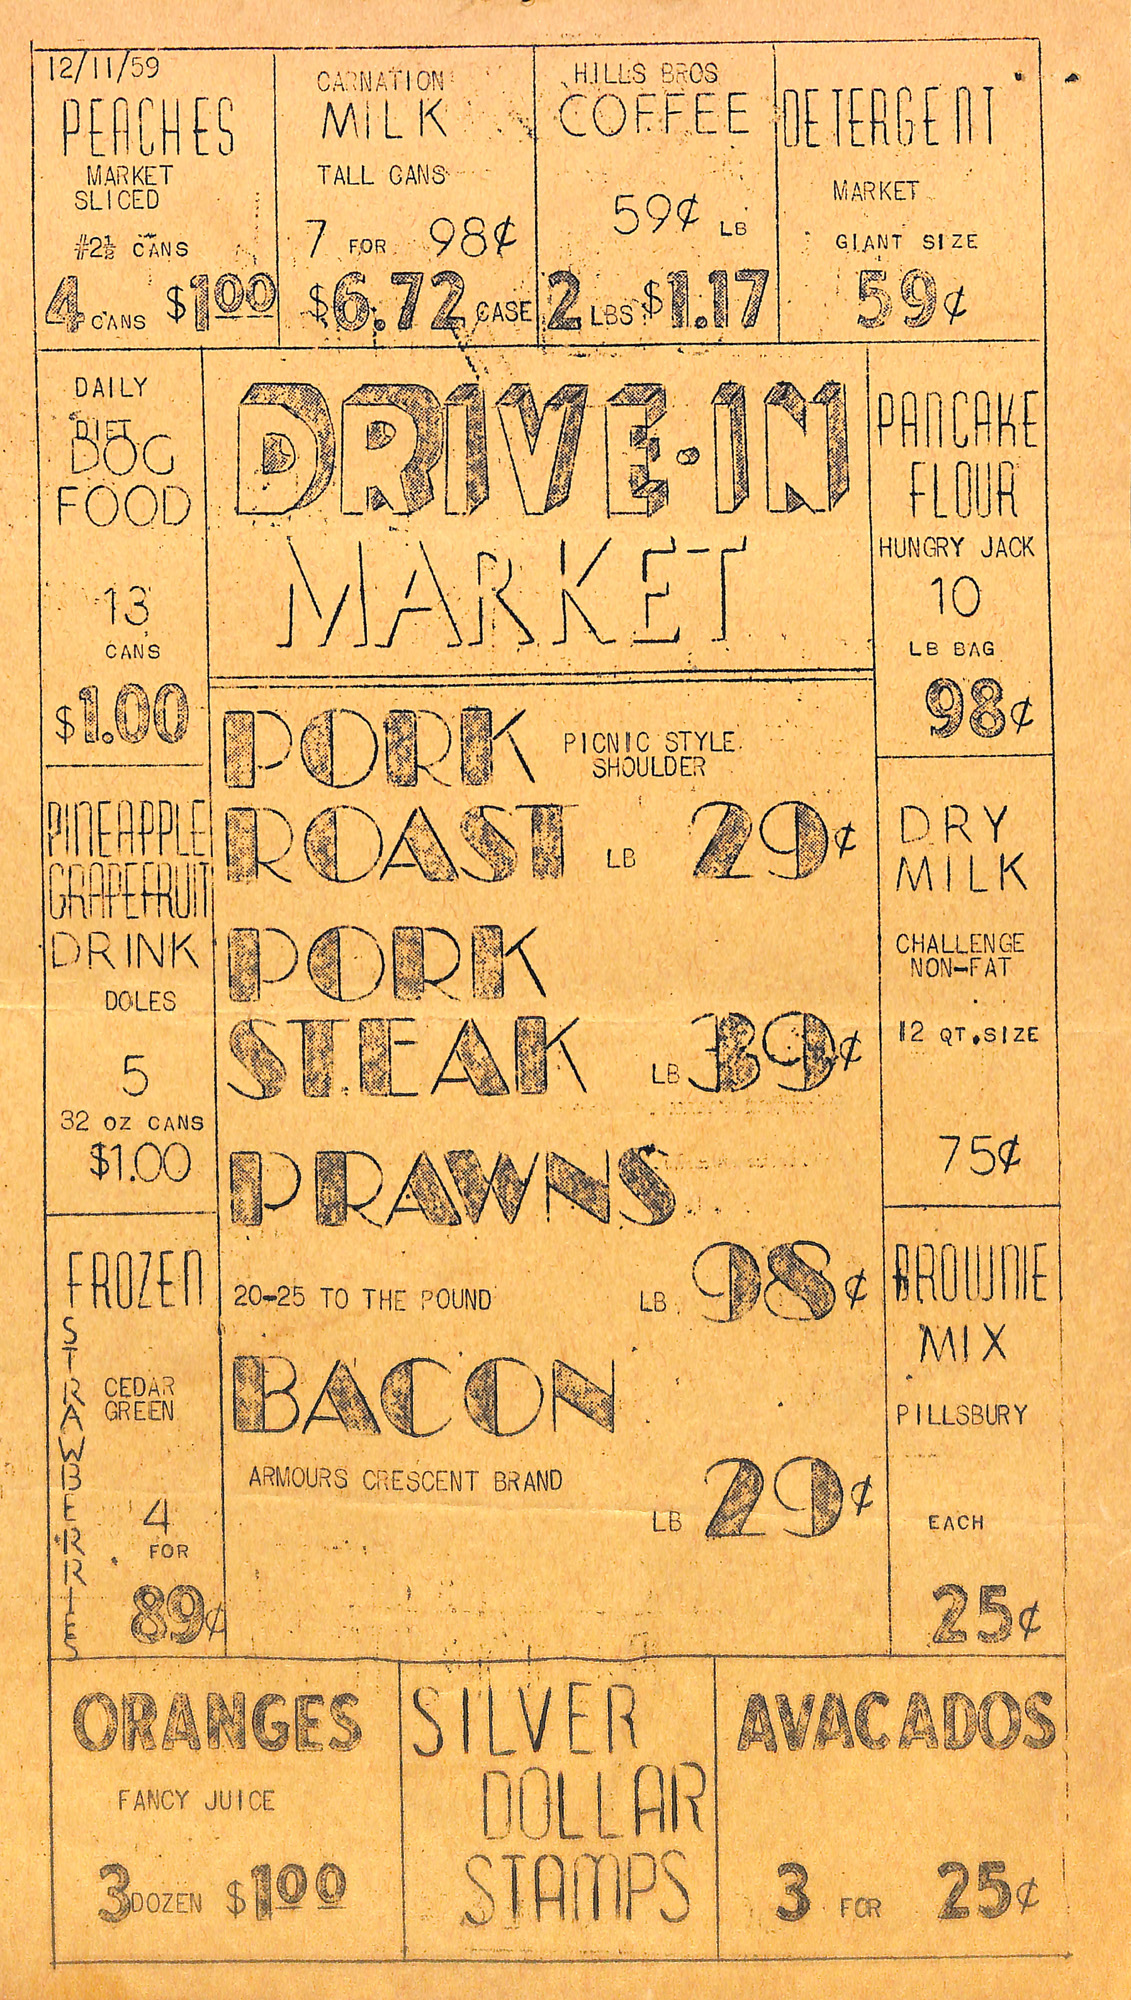 12/11/59
PEACHES
MARKET
SLICED
#2½ CANS
4 CANS $1.00
CARNATION
MILK
TALL CANS
7 FOR 98¢
$6.72 CASE
HILLS BROS
COFFEE
59¢ LB
2 LBS $1.17
DETERGENT
MARKET
GIANT SIZE
59¢
DAILY
DIET
DOG
FOOD
13
CANS
$1.00
DRIVE-IN
MARKET
PANCAKE
FLOUR
HUNGRY JACK
10
LB BAG
98¢
PINEAPPLE
GRAPEFRUIT
DRINK
DOLES
5
32 OZ CANS
$1.00
PORK PICNIC STYLE
SHOULDER
ROAST LB 29¢
PORK
STEAK LB 39¢
PRAWNS
20-25 TO THE POUND LB 98¢
BACON
ARMOURS CRESCENT BRAND
LB 29¢
DRY
MILK
CHALLENGE
NON-FAT
12 QT. SIZE
75¢
FROZEN
STRAWBERRIES
CEDAR
GREEN
4
FOR
89¢
BROWNIE
MIX
PILLSBURY
EACH
25¢
ORANGES
FANCY JUICE
3 DOZEN $1.00
SILVER
DOLLAR
STAMPS
AVACADOS
3 FOR 25¢